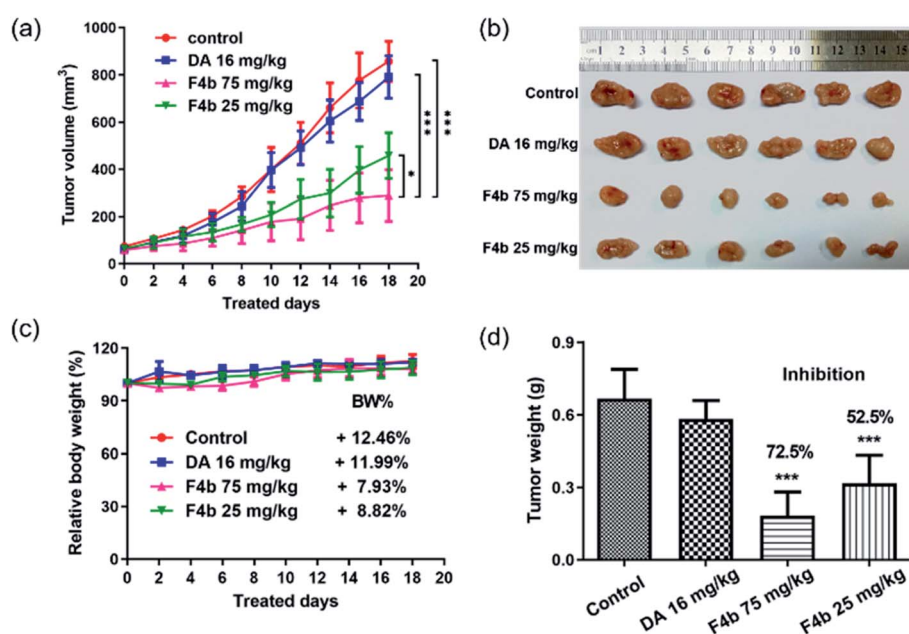 (a)
1000
800
600
400
200
0
Tumor volume (mm³)
control
DA 16 mg/kg
F4b 75 mg/kg
F4b 25 mg/kg
*
***
***
0 2 4 6 8 10 12 14 16 18 20
Treated days
(b)
1 2 3 4 5 6 7 8 9 10 11 12 13 14 15
Control
DA 16 mg/kg
F4b 75 mg/kg
F4b 25 mg/kg
(c)
120
90
60
30
0
Relative body weight (%)
BW%
Control + 12.46%
DA 16 mg/kg + 11.99%
F4b 75 mg/kg + 7.93%
F4b 25 mg/kg + 8.82%
0 2 4 6 8 10 12 14 16 18 20
Treated days
(d)
0.9
0.6
0.3
0.0
Tumor weight (g)
Inhibition
72.5%
***
52.5%
***
Control
DA 16 mg/kg
F4b 75 mg/kg
F4b 25 mg/kg